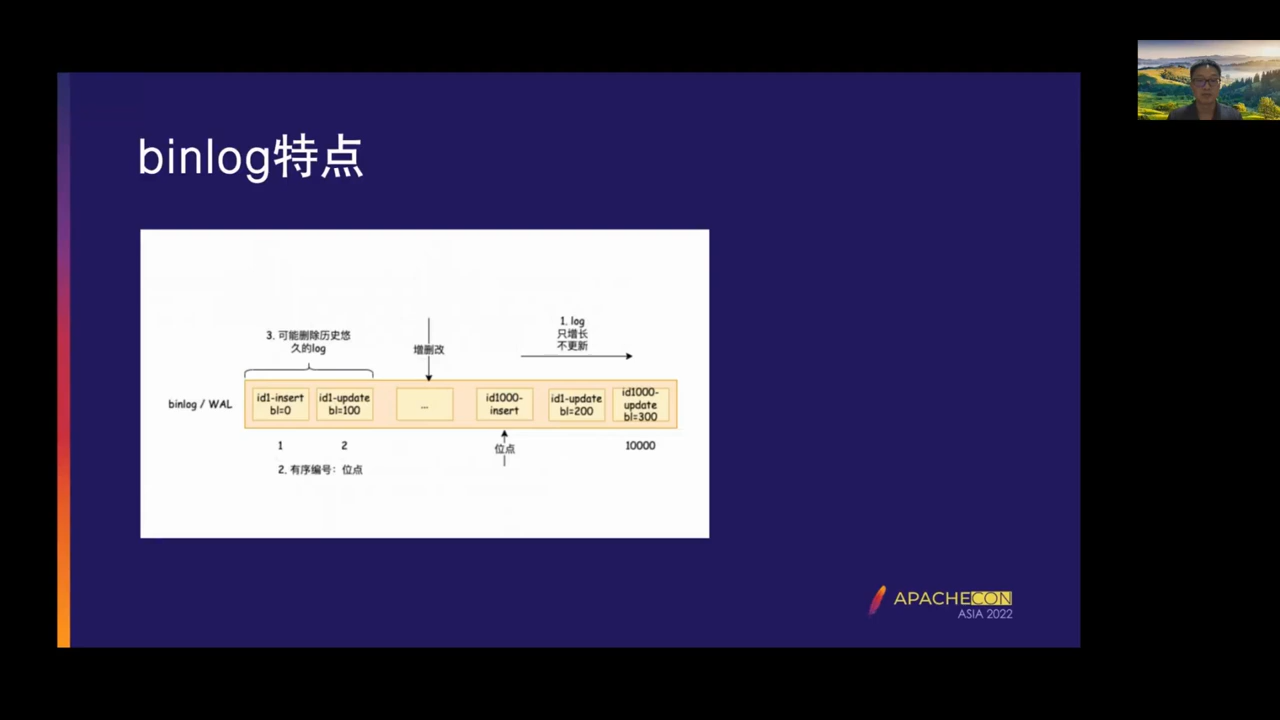 binlog特点
1. log
只增长
不更新
3. 可能删除历史悠
久的log
增删改
binlog / WAL
id1-insert
bl=0
id1-update
bl=100
...
id1000-
insert
id1-update
bl=200
id1000-
update
bl=300
1
2
位点
10000
2. 有序编号：位点
APACHECON
ASIA 2022